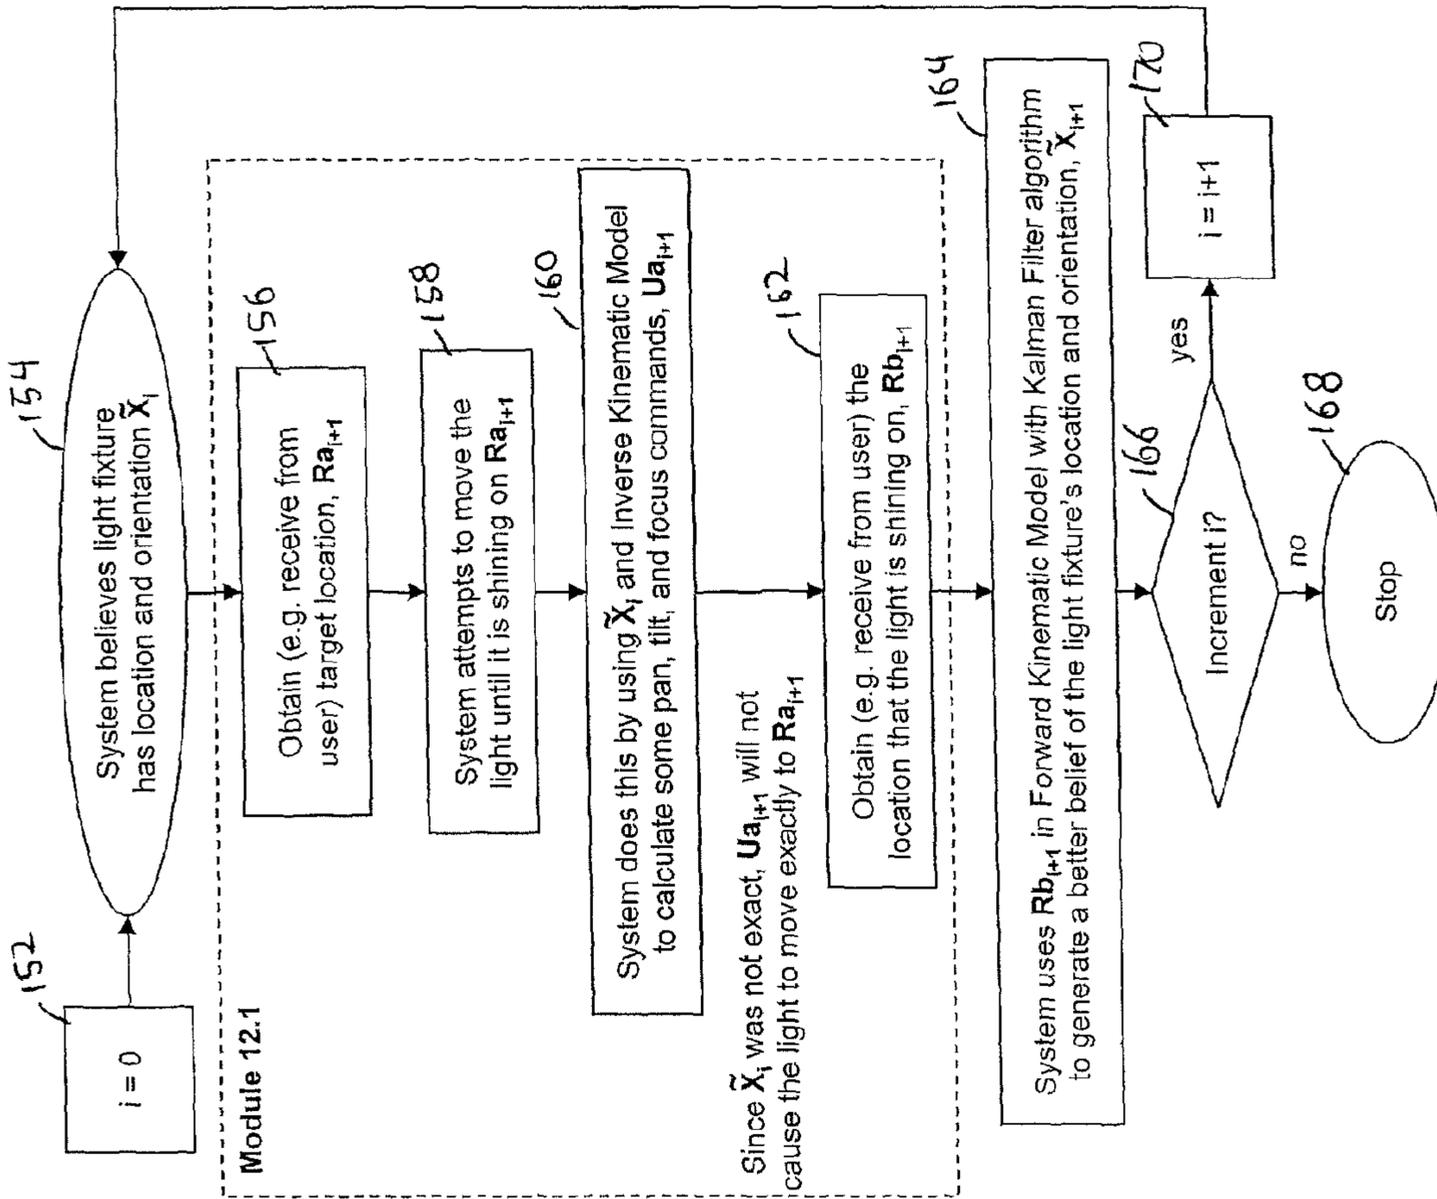 152
i = 0
154
System believes light fixture
has location and orientation X̃i
Module 12.1
156
Obtain (e.g. receive from
user) target location, Rai+1
158
System attempts to move the
light until it is shining on Rai+1
160
System does this by using X̃i and Inverse Kinematic Model
to calculate some pan, tilt, and focus commands, Uai+1
Since X̃i was not exact, Uai+1 will not
cause the light to move exactly to Rai+1
162
Obtain (e.g. receive from user) the
location that the light is shining on, Rbi+1
164
System uses Rbi+1 in Forward Kinematic Model with Kalman Filter algorithm
to generate a better belief of the light fixture's location and orientation, X̃i+1
166
Increment i?
yes
170
i = i+1
no
168
Stop